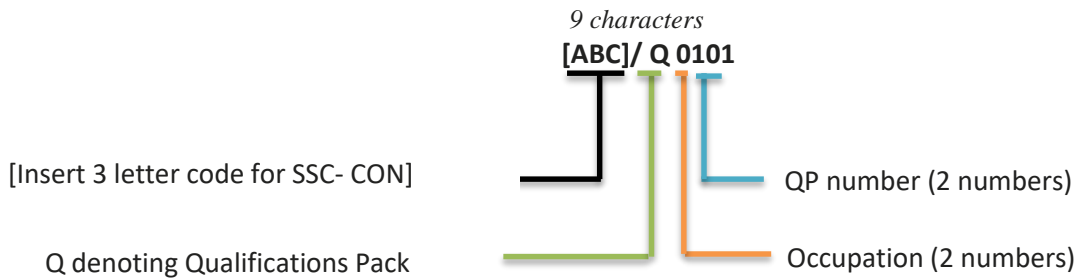 9 characters
[ABC]/ Q 0101
[Insert 3 letter code for SSC- CON]
QP number (2 numbers)
Q denoting Qualifications Pack
Occupation (2 numbers)